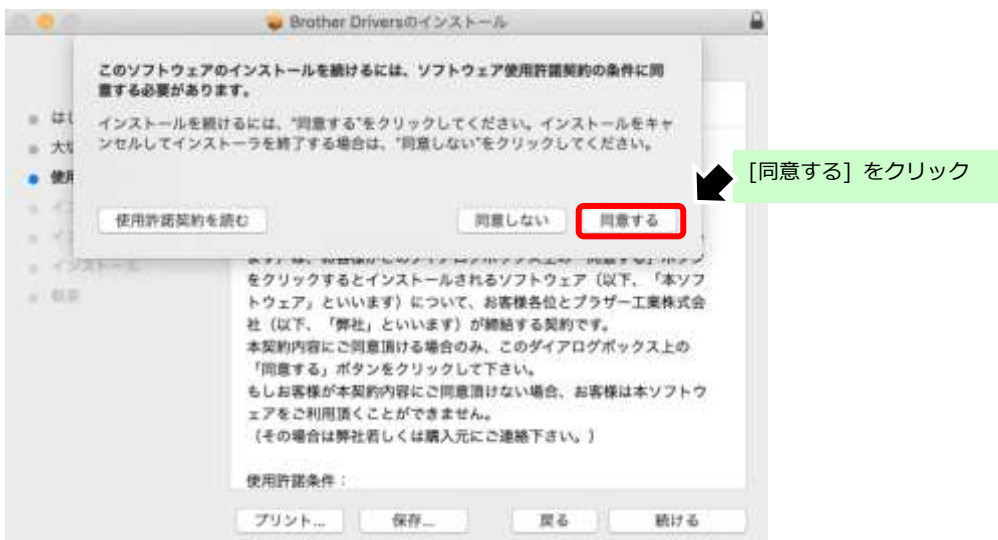 Brother Driversのインストール
このソフトウェアのインストールを続けるには、ソフトウェア使用許諾契約の条件に同
意する必要があります。
インストールを続けるには、"同意する"をクリックしてください。インストールをキャ
ンセルしてインストーラを終了する場合は、"同意しない"をクリックしてください。
はじ
大切
使用
インストール
概要
使用許諾契約を読む
同意しない
同意する
[同意する] をクリック
をクリックするとインストールされるソフトウェア（以下、「本ソフ
トウェア」といいます）について、お客様各位とブラザー工業株式会
社（以下、「弊社」といいます）が締結する契約です。
本契約内容にご同意頂ける場合のみ、このダイアログボックス上の
「同意する」ボタンをクリックして下さい。
もしお客様が本契約内容にご同意頂けない場合、お客様は本ソフトウ
ェアをご利用頂くことができません。
（その場合は弊社若しくは購入元にご連絡下さい。）
使用許諾条件：
プリント...
保存...
戻る
続ける